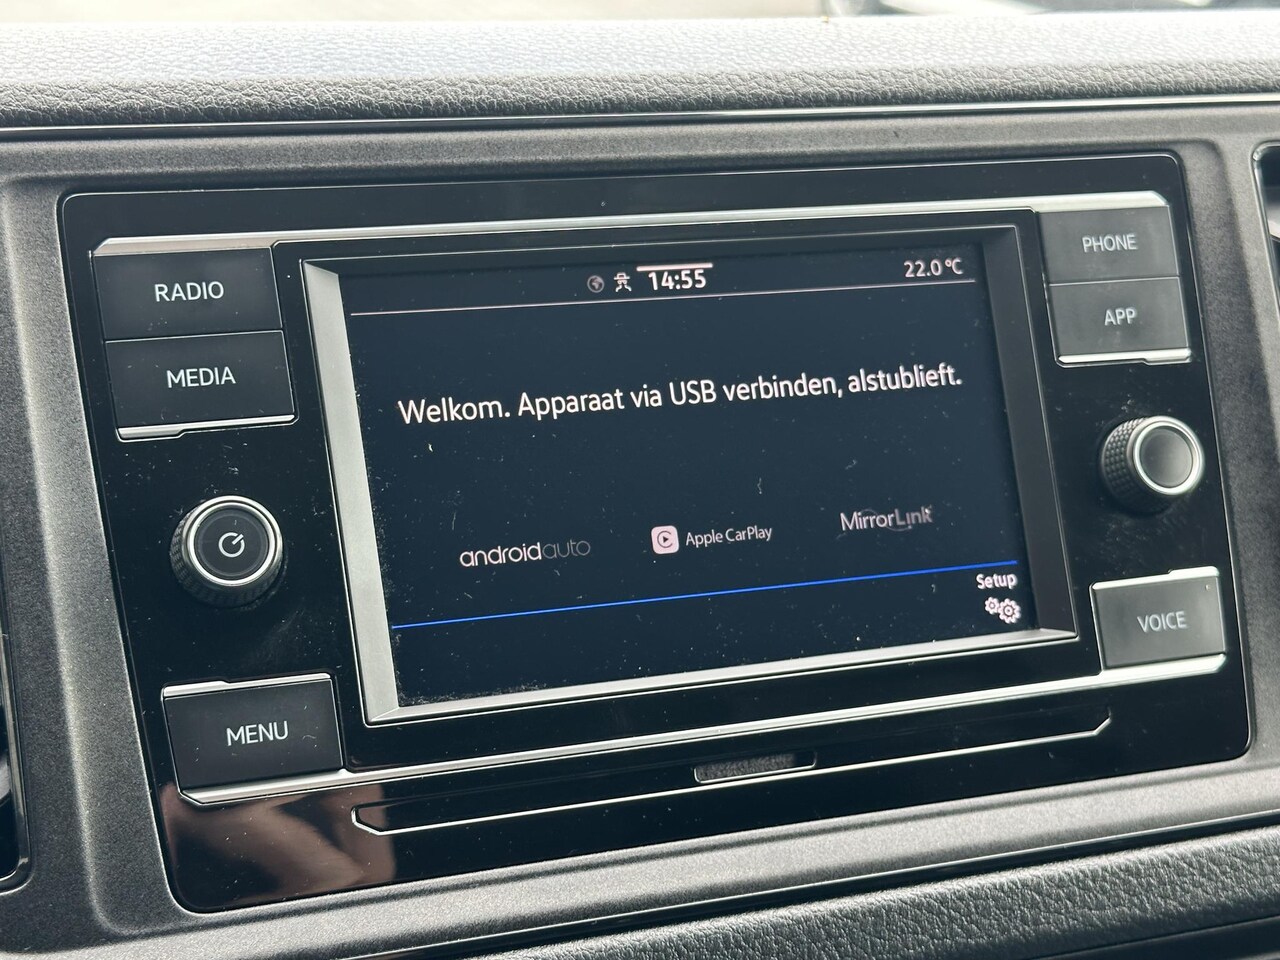 RADIO
MEDIA
MENU
14:55
22.0°C
Welkom. Apparaat via USB verbinden, alstublieft.
androidauto
Apple CarPlay
MirrorLink
Setup
PHONE
APP
VOICE